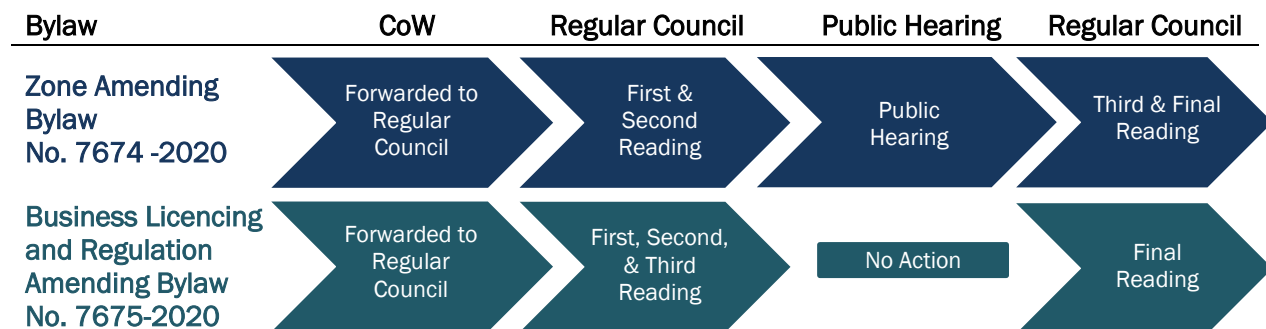 Bylaw CoW Regular Council Public Hearing Regular Council
Zone Amending
Bylaw
No. 7674 -2020
Forwarded to
Regular
Council
First &
Second
Reading
Public
Hearing
Third & Final
Reading
Business Licencing
and Regulation
Amending Bylaw
No. 7675-2020
Forwarded to
Regular
Council
First, Second,
& Third
Reading
No Action
Final
Reading